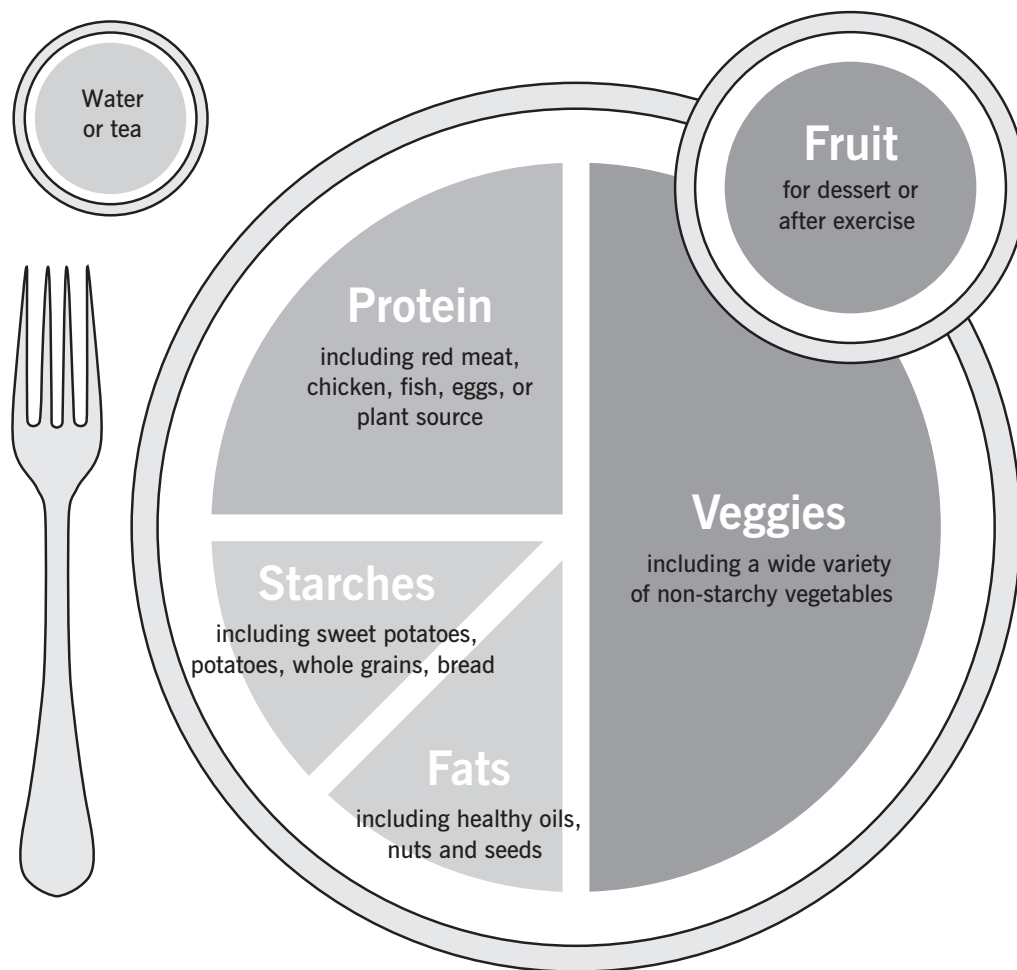 Water
or tea
Fruit
for dessert or
after exercise
Protein
including red meat,
chicken, fish, eggs, or
plant source
Veggies
including a wide variety
of non-starchy vegetables
Starches
including sweet potatoes,
potatoes, whole grains, bread
Fats
including healthy oils,
nuts and seeds